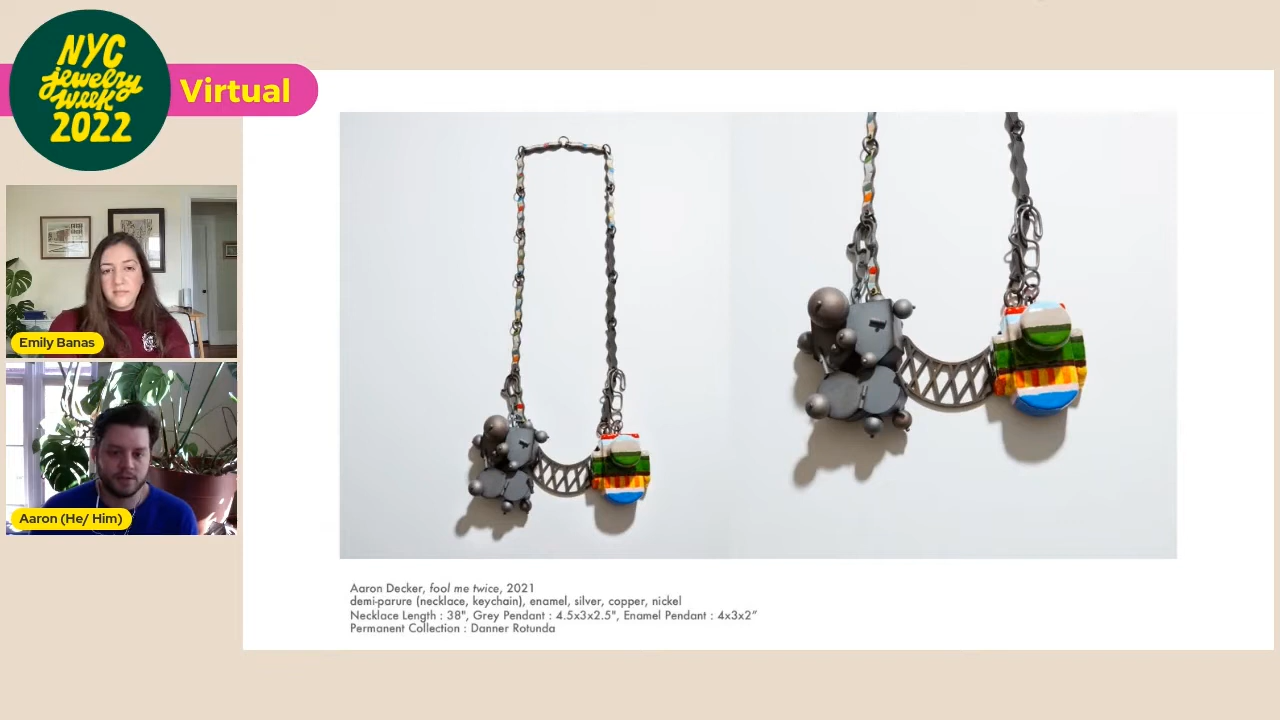 NYC
jewelry
week
2022
Virtual
Emily Banas
Aaron (He/ Him)
Aaron Decker, fool me twice, 2021
demi-parure (necklace, keychain), enamel, silver, copper, nickel
Necklace Length : 38", Grey Pendant : 4.5x3x2.5", Enamel Pendant : 4x3x2"
Permanent Collection : Danner Rotunda